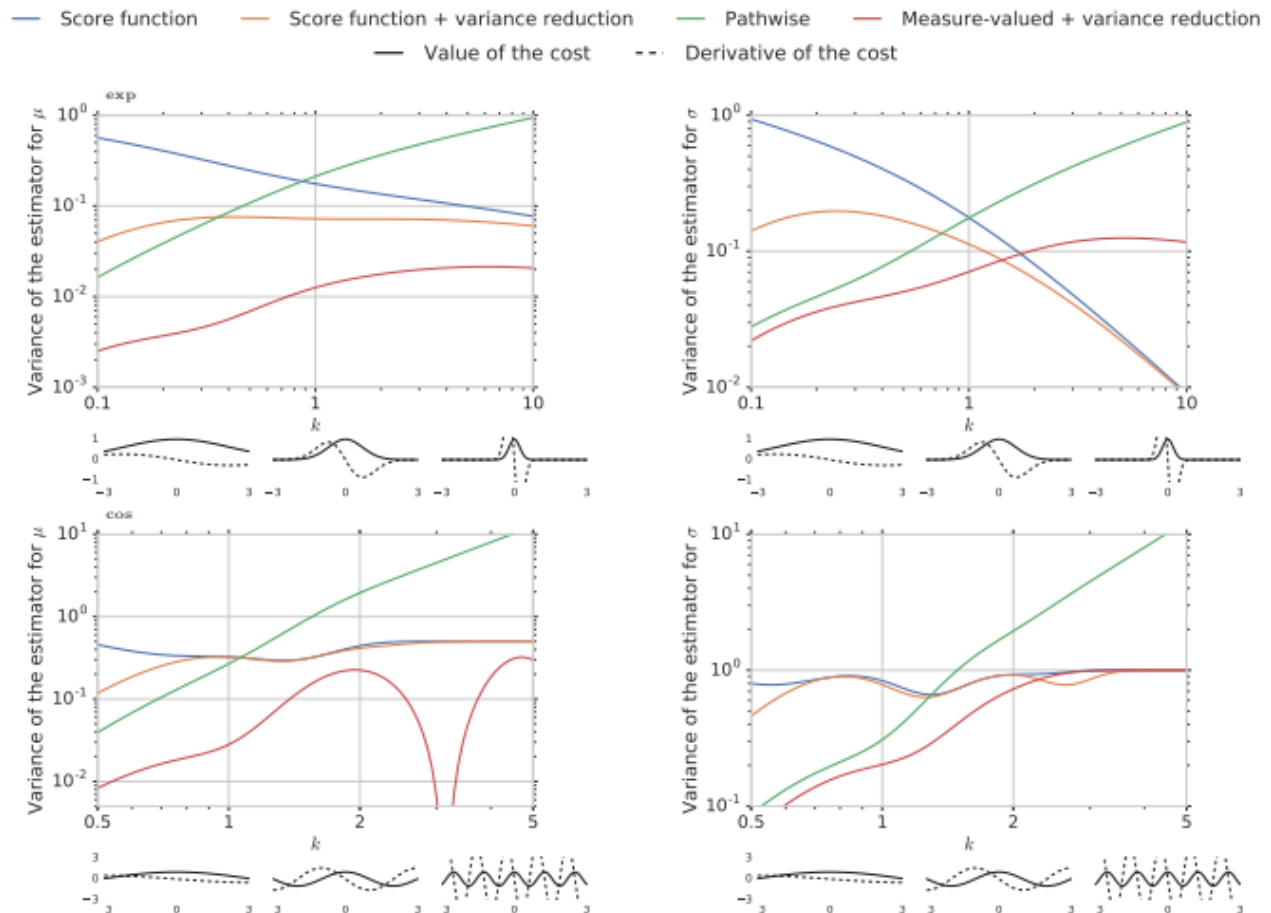 Score function Score function + variance reduction Pathwise Measure-valued + variance reduction
Value of the cost Derivative of the cost
exp
Variance of the estimator for μ
10^0
10^-1
10^-2
10^-3
0.1 1 10
k
1
0
−1
−3 0 3 −3 0 3 −3 0 3
Variance of the estimator for σ
10^0
10^-1
10^-2
0.1 1 10
k
1
0
−1
−3 0 3 −3 0 3 −3 0 3
cos
Variance of the estimator for μ
10^1
10^0
10^-1
10^-2
0.5 1 2 5
k
3
0
−3
3 0 3 3 0 3 3 0 3
Variance of the estimator for σ
10^1
10^0
10^-1
0.5 1 2 5
k
3
0
−3
3 0 3 3 0 3 3 0 3